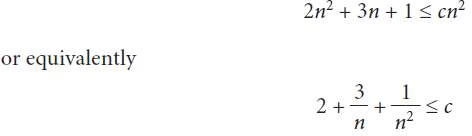 2n² + 3n + 1 ≤ cn²
or equivalently
2 + 3/n + 1/n² ≤ c